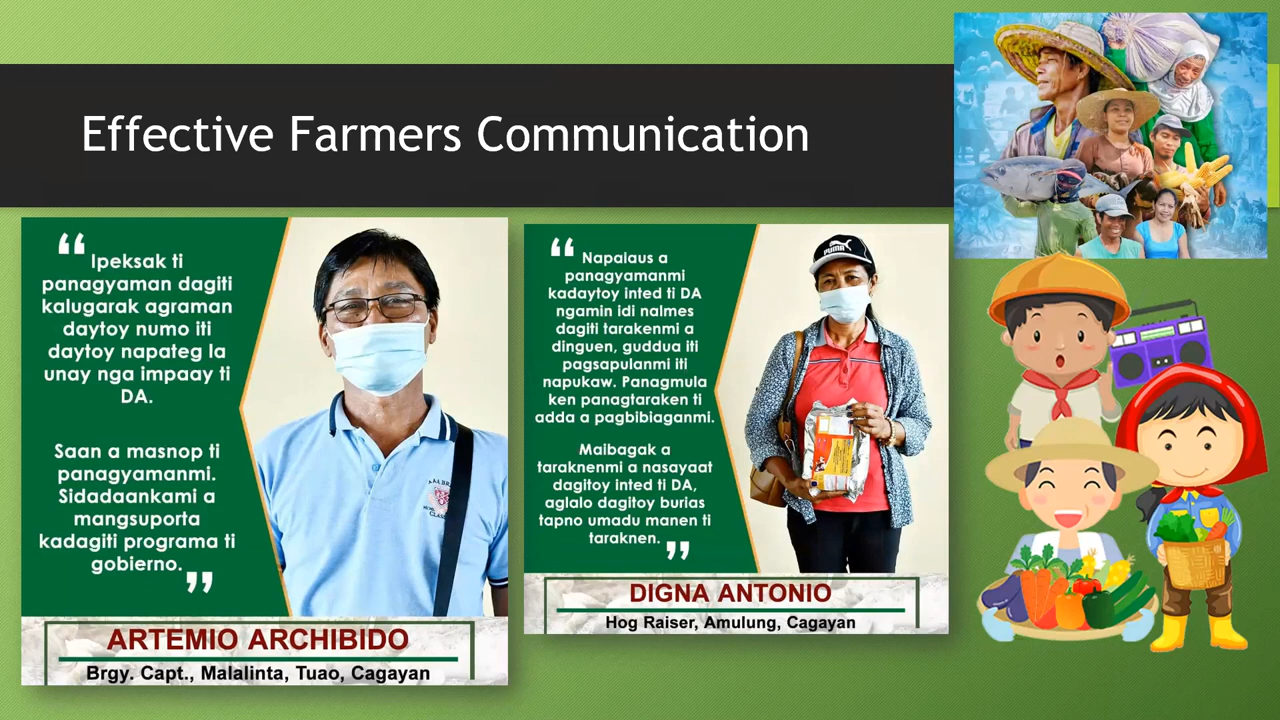 Effective Farmers Communication
“ Ipeksak ti
panagyaman dagiti
kalugarak agraman
daytoy numo iti
daytoy napateg la
unay nga impaay ti
DA.
Saan a masnop ti
panagyamanmi.
Sidadaankami a
mangsuporta
kadagiti programa ti
gobierno. ”
ARTEMIO ARCHIBIDO
Brgy. Capt., Malalinta, Tuao, Cagayan
“ Napalaus a
panagyamanmi
kadaytoy inted ti DA
ngamin idi nalmes
dagiti tarakenmi a
dinguen, guddua iti
pagsapulanmi iti
napukaw. Panagmula
ken panagtaraken ti
adda a pagbibiaganmi.
Maibagak a
taraknenmi a nasayaat
dagitoy inted ti DA,
aglalo dagitoy burias
tapno umadu manen ti
taraknen. ”
DIGNA ANTONIO
Hog Raiser, Amulung, Cagayan
PUMA